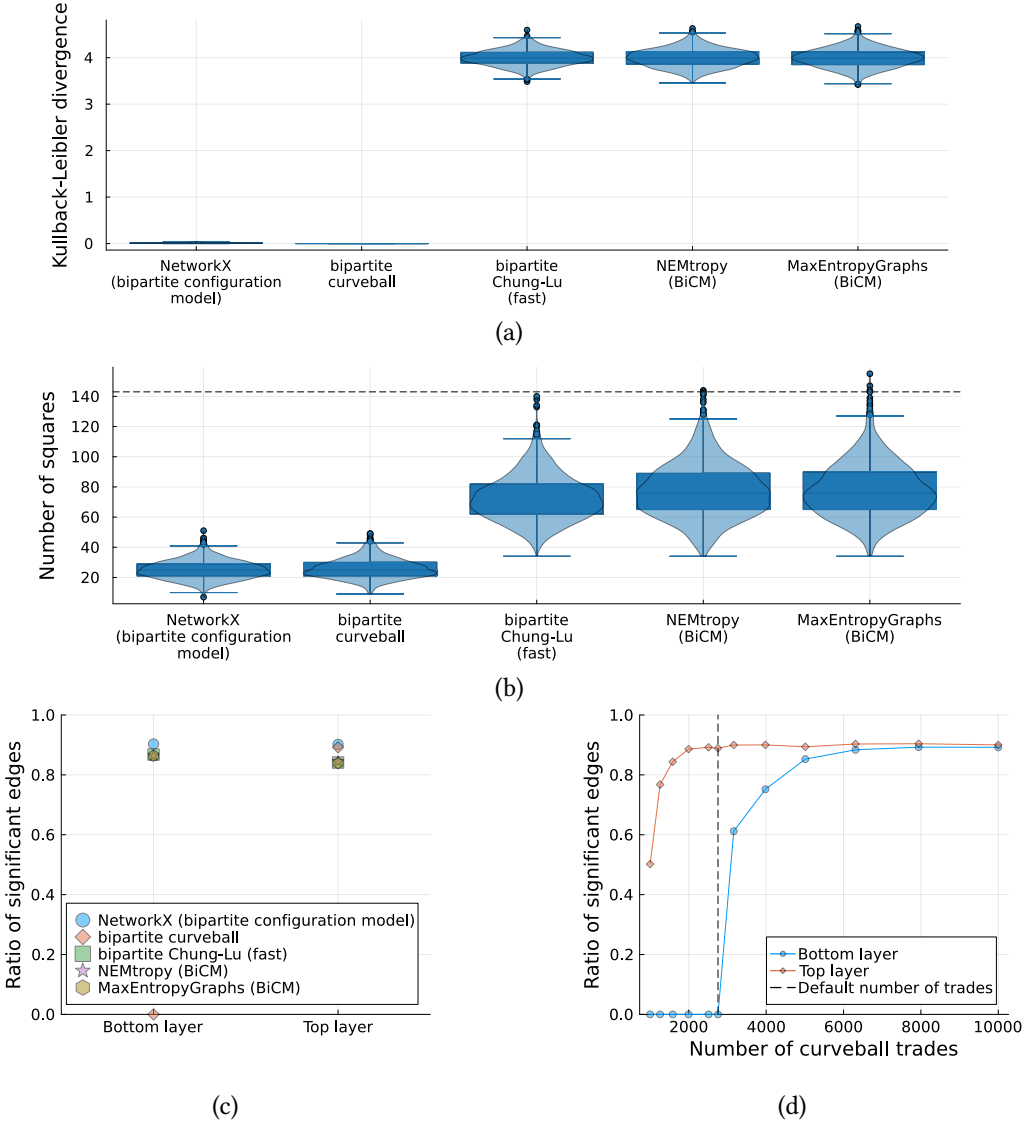 Kullback-Leibler divergence
4
3
2
1
0
NetworkX
(bipartite configuration
model)
bipartite
curveball
bipartite
Chung-Lu
(fast)
NEMtropy
(BiCM)
MaxEntropyGraphs
(BiCM)
(a)
Number of squares
140
120
100
80
60
40
20
NetworkX
(bipartite configuration
model)
bipartite
curveball
bipartite
Chung-Lu
(fast)
NEMtropy
(BiCM)
MaxEntropyGraphs
(BiCM)
(b)
Ratio of significant edges
1.0
0.8
0.6
0.4
0.2
0.0
NetworkX (bipartite configuration model)
bipartite curveball
bipartite Chung-Lu (fast)
NEMtropy (BiCM)
MaxEntropyGraphs (BiCM)
Bottom layer
Top layer
(c)
Ratio of significant edges
1.0
0.8
0.6
0.4
0.2
0.0
Bottom layer
Top layer
Default number of trades
2000
4000
6000
8000
10000
Number of curveball trades
(d)